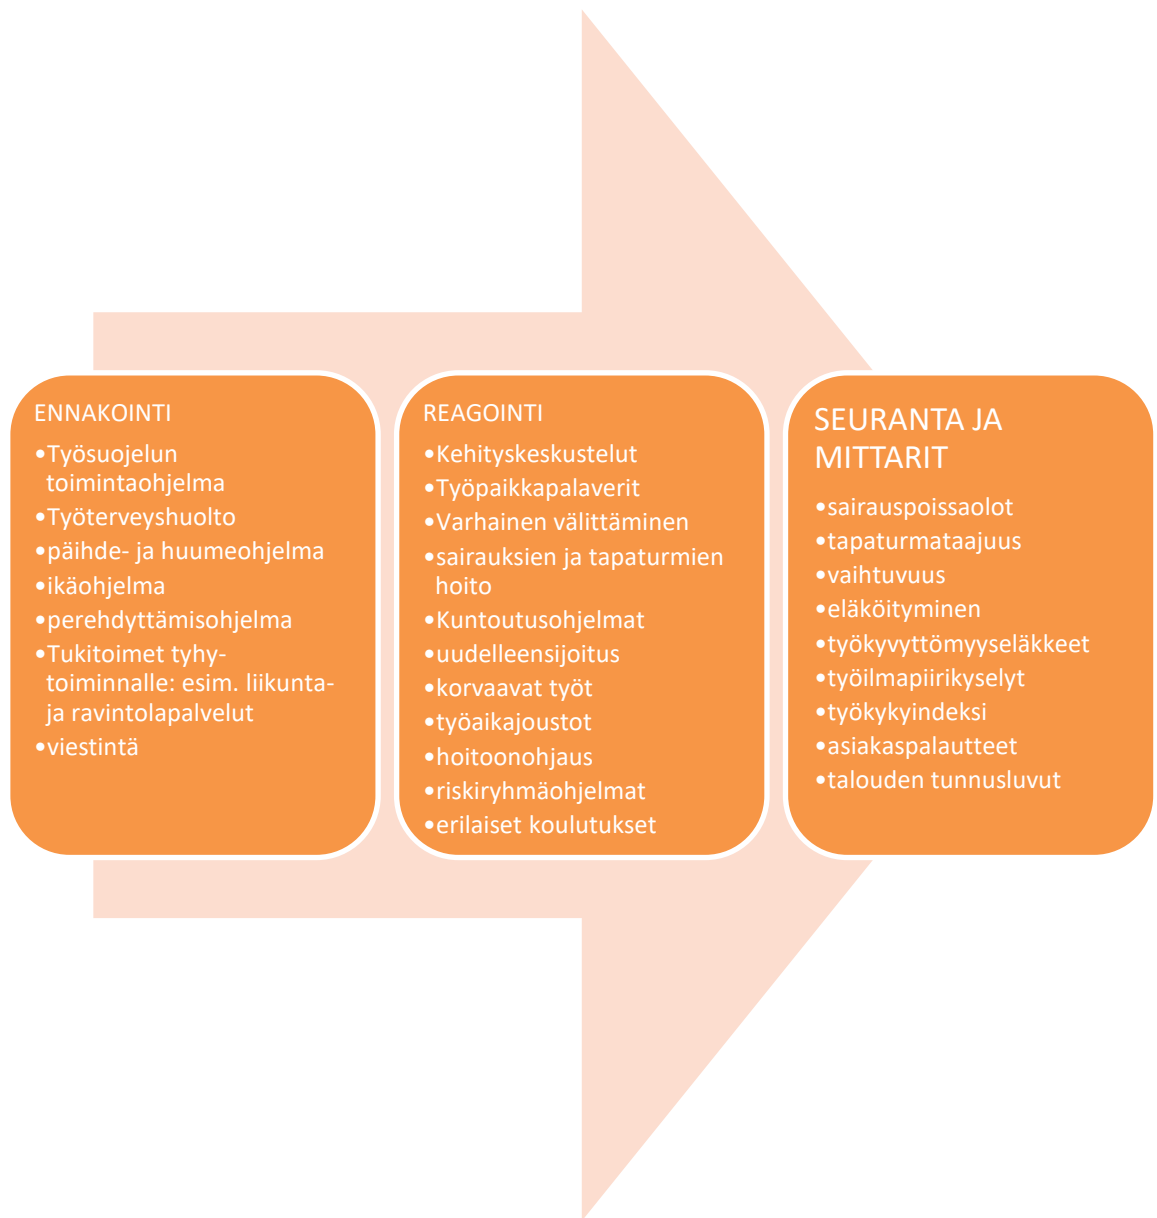 ENNAKOINTI
•Työsuojelun
toimintaohjelma
•Työterveyshuolto
•päihde- ja huumeohjelma
•ikäohjelma
•perehdyttämisohjelma
•Tukitoimet tyhy-
toiminnalle: esim. liikunta-
ja ravintolapalvelut
•viestintä
REAGOINTI
•Kehityskeskustelut
•Työpaikkapalaverit
•Varhainen välittäminen
•sairauksien ja tapaturmien
hoito
•Kuntoutusohjelmat
•uudelleensijoitus
•korvaavat työt
•työaikajoustot
•hoitoonohjaus
•riskiryhmäohjelmat
•erilaiset koulutukset
SEURANTA JA
MITTARIT
•sairauspoissaolot
•tapaturmataajuus
•vaihtuvuus
•eläköityminen
•työkyvyttömyyseläkkeet
•työilmapiirikyselyt
•työkykyindeksi
•asiakaspalautteet
•talouden tunnusluvut